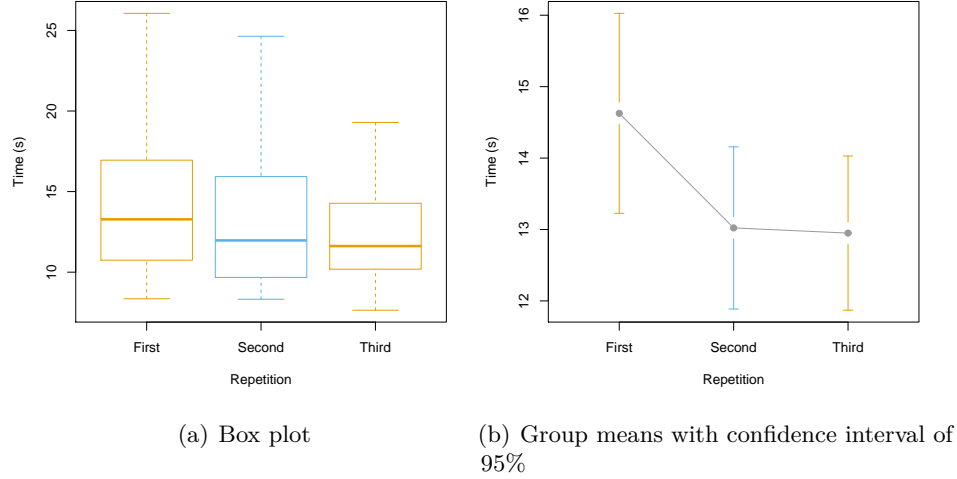 25
20
15
10
Time (s)
First Second Third
Repetition
(a) Box plot
16
15
14
13
12
Time (s)
First Second Third
Repetition
(b) Group means with confidence interval of
95%